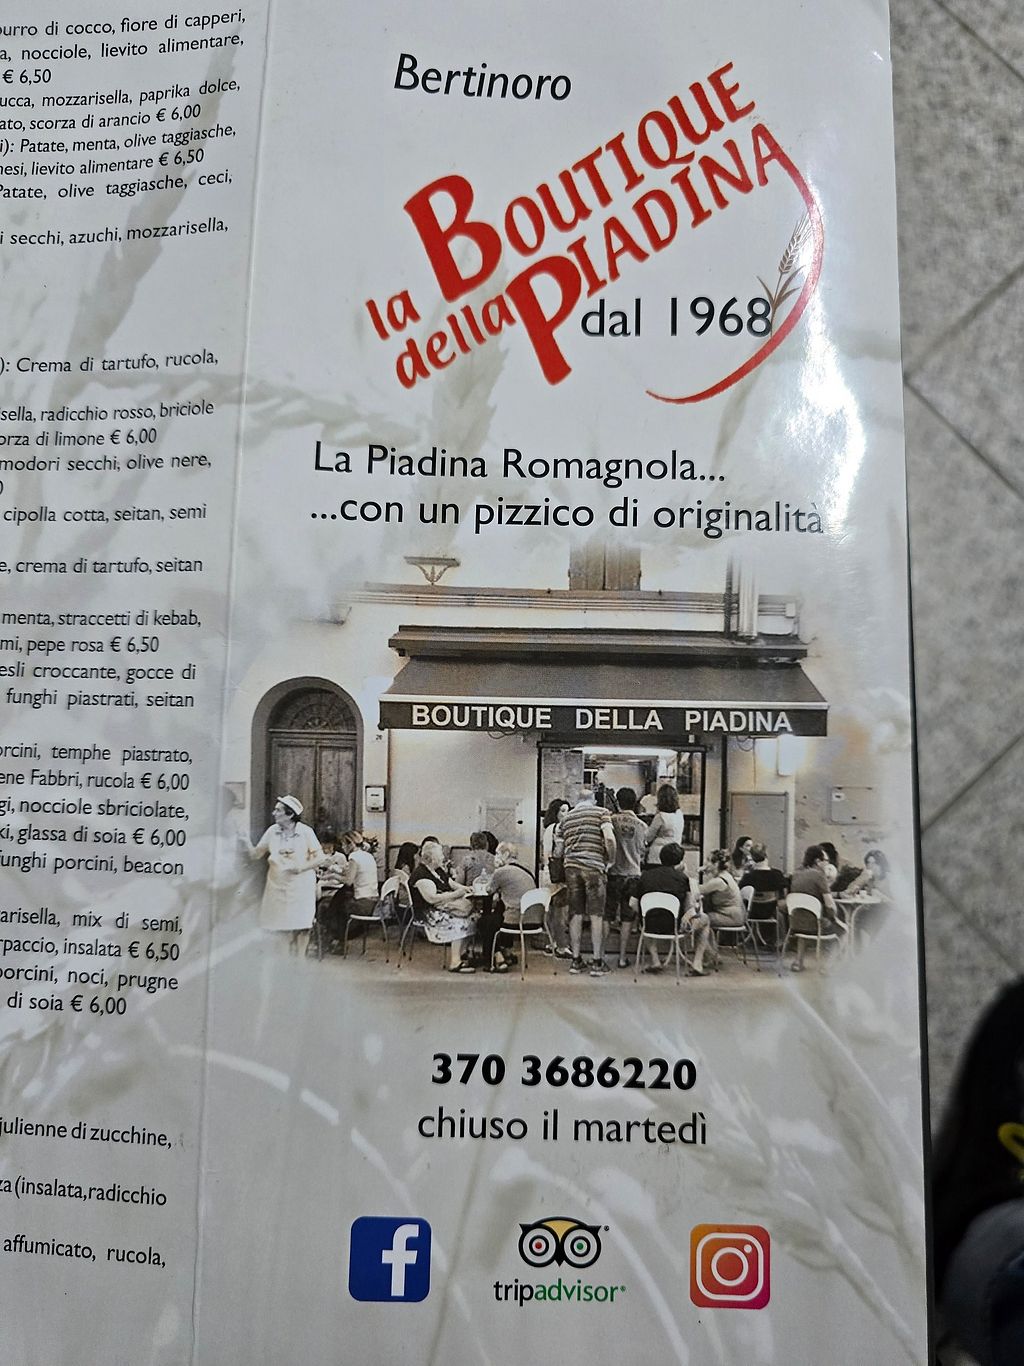 burro di cocco, fiore di capperi,
a, nocciole, lievito alimentare,
€ 6,50
ucca, mozzarisella, paprika dolce,
ato, scorza di arancio € 6,00
i): Patate, menta, olive taggiasche,
nesi, lievito alimentare € 6,50
Patate, olive taggiasche, ceci,
i secchi, azuchi, mozzarisella,
): Crema di tartufo, rucola,
sella, radicchio rosso, briciole
orza di limone € 6,00
modori secchi, olive nere,
)
cipolla cotta, seitan, semi
e, crema di tartufo, seitan
menta, straccetti di kebab,
mi, pepe rosa € 6,50
esli croccante, gocce di
funghi piastrati, seitan
orcini, temphe piastrato,
ene Fabbri, rucola € 6,00
gi, nocciole sbriciolate,
ki, glassa di soia € 6,00
funghi porcini, beacon
arisella, mix di semi,
rpaccio, insalata € 6,50
porcini, noci, prugne
di soia € 6,00
julienne di zucchine,
za (insalata, radicchio
affumicato, rucola,
Bertinoro
la BOUTIQUE
della PIADINA
dal 1968
La Piadina Romagnola...
...con un pizzico di originalità
BOUTIQUE DELLA PIADINA
370 3686220
chiuso il martedì
f
tripadvisor®